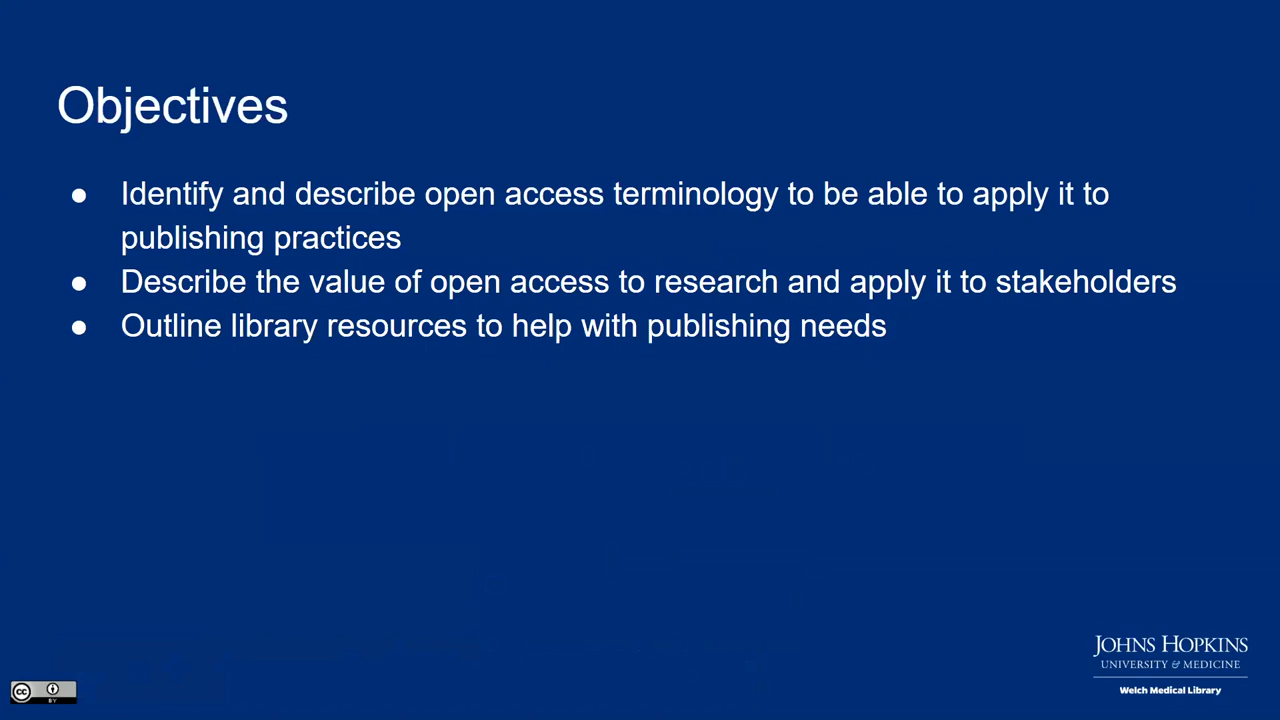 Objectives
● Identify and describe open access terminology to be able to apply it to
publishing practices
● Describe the value of open access to research and apply it to stakeholders
● Outline library resources to help with publishing needs
JOHNS HOPKINS
UNIVERSITY & MEDICINE
Welch Medical Library
cc
BY